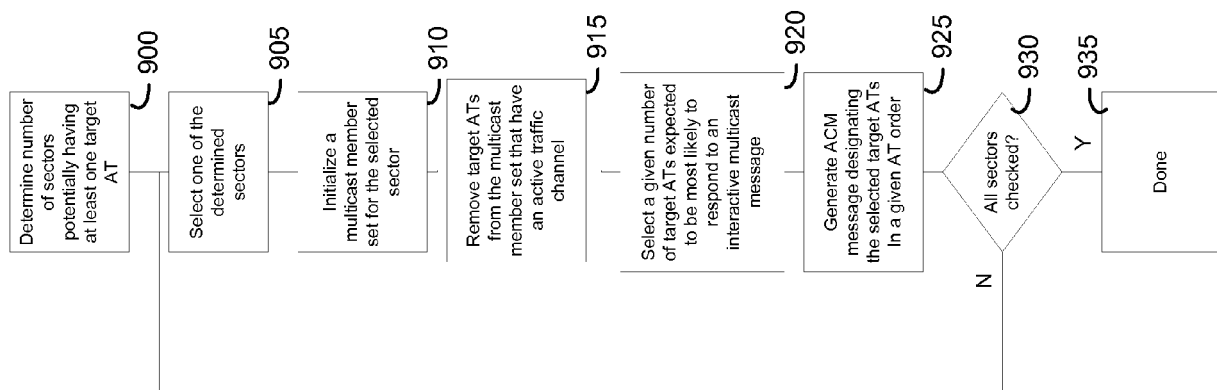 Determine number
of sectors
potentially having
at least one target
AT
900
Select one of the
determined
sectors
905
Initialize a
multicast member
set for the selected
sector
910
Remove target ATs
from the multicast
member set that have
an active traffic
channel
915
Select a given number
of target ATs expected
to be most likely to
respond to an
interactive multicast
message
920
Generate ACM
message designating
the selected target ATs
In a given AT order
925
All sectors
checked?
930
N
Y
Done
935